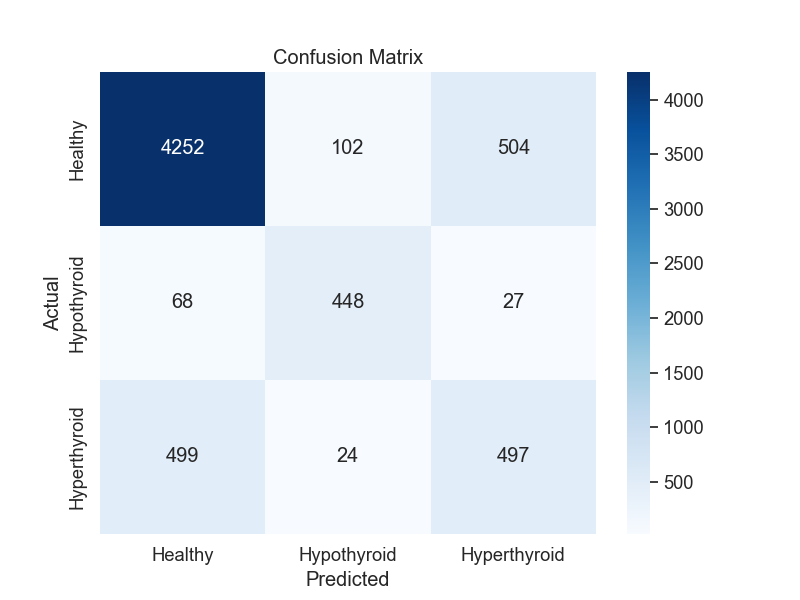 Confusion Matrix
Healthy
4252 102 504
Actual
Hypothyroid
68 448 27
Hyperthyroid
499 24 497
Healthy Hypothyroid Hyperthyroid
Predicted
4000
3500
3000
2500
2000
1500
1000
500